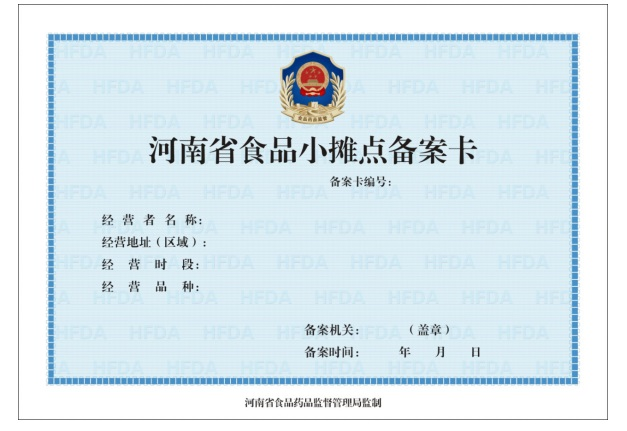 河南省食品小摊点备案卡
备案卡编号：
经营者名称：
经营地址（区域）：
经营时段：
经营品种：
备案机关：（盖章）
备案时间： 年 月 日
河南省食品药品监督管理局监制
HFDA